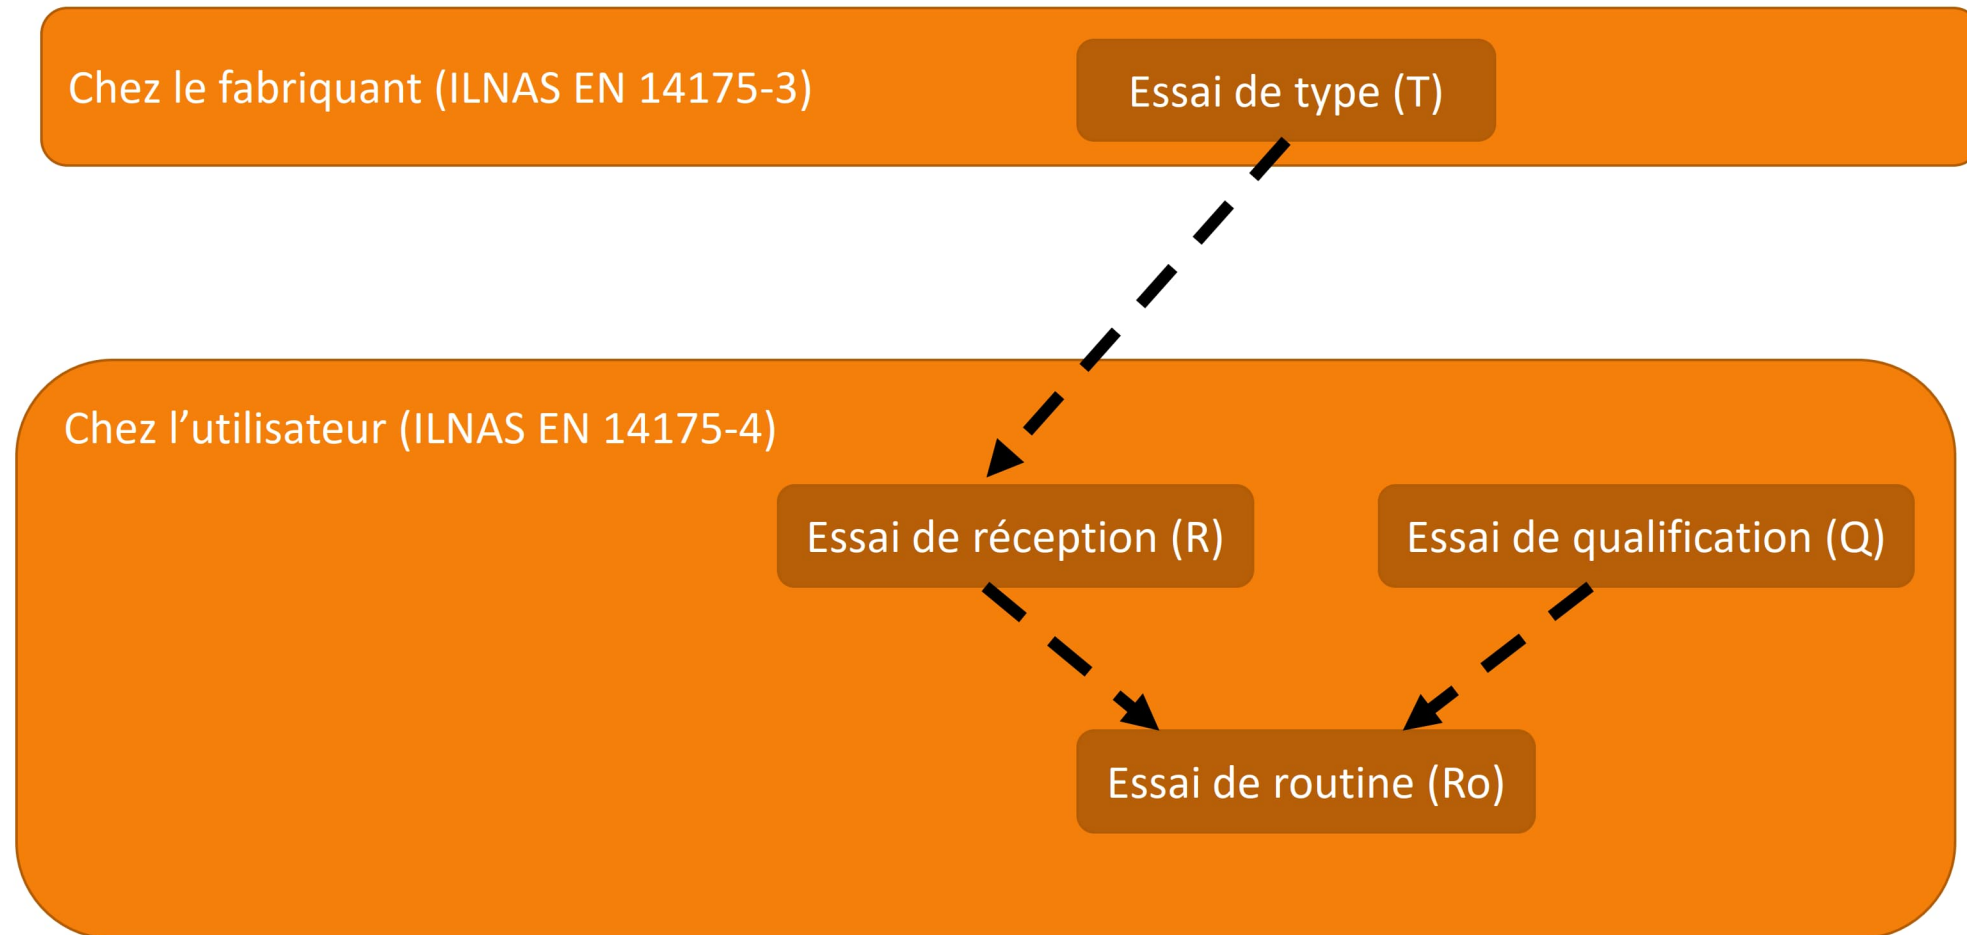 Chez le fabriquant (ILNAS EN 14175-3)
Essai de type (T)
Chez l’utilisateur (ILNAS EN 14175-4)
Essai de réception (R)
Essai de qualification (Q)
Essai de routine (Ro)